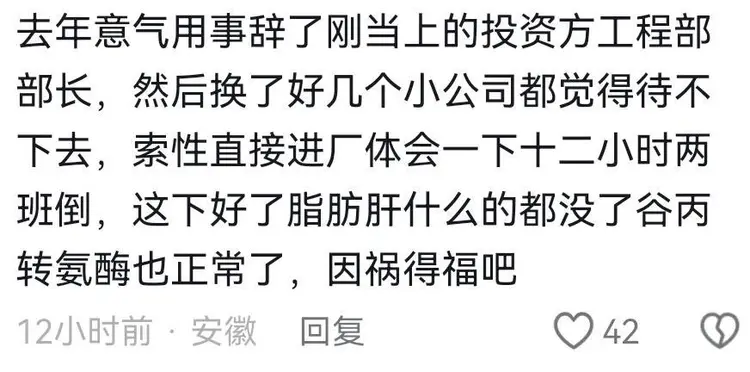 去年意气用事辞了刚当上的投资方工程部
部长，然后换了好几个小公司都觉得待不
下去，索性直接进厂体会一下十二小时两
班倒，这下好了脂肪肝什么的都没了谷丙
转氨酶也正常了，因祸得福吧
12小时前 · 安徽 回复 42